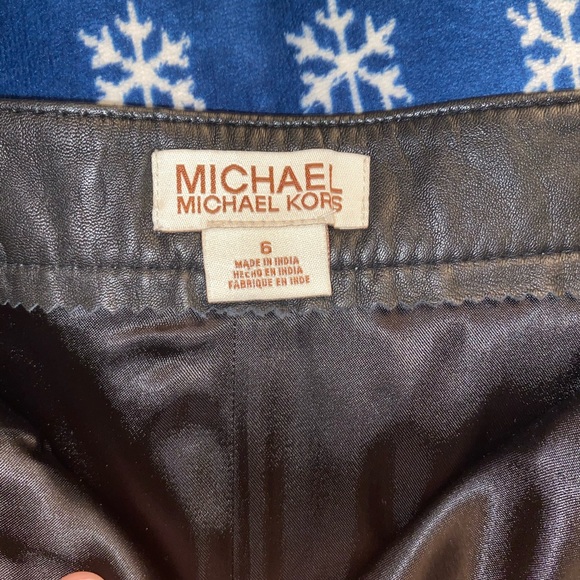 MICHAEL
MICHAEL KORS
6
MADE IN INDIA
HECHO EN INDIA
FABRIQUE EN INDE